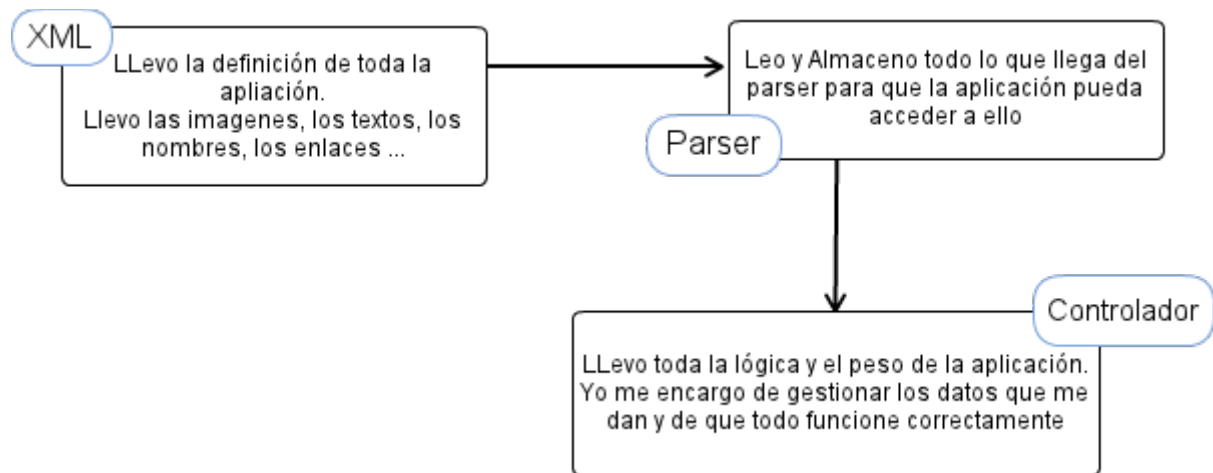 XML
LLevo la definición de toda la
apliación.
Llevo las imagenes, los textos, los
nombres, los enlaces ...
Leo y Almaceno todo lo que llega del
parser para que la aplicación pueda
acceder a ello
Parser
Controlador
LLevo toda la lógica y el peso de la aplicación.
Yo me encargo de gestionar los datos que me
dan y de que todo funcione correctamente